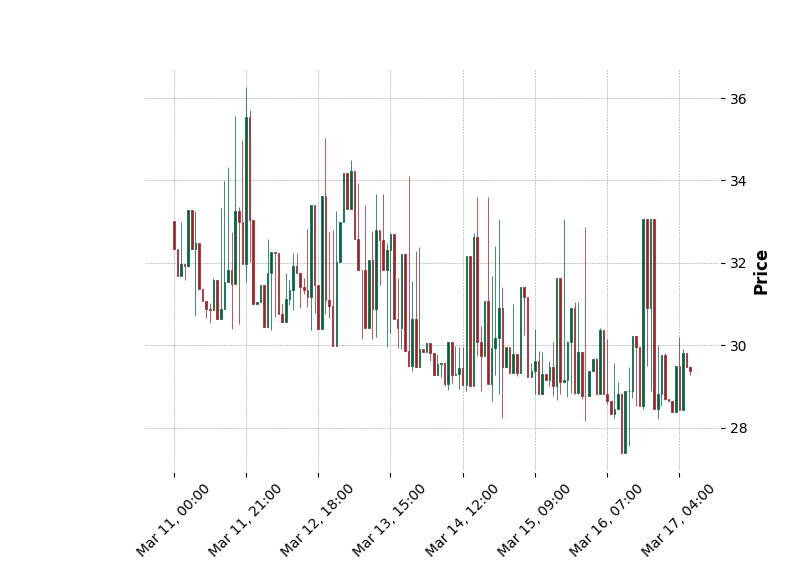 36
34
32
30
28
Price
Mar 11, 00:00
Mar 11, 21:00
Mar 12, 18:00
Mar 13, 15:00
Mar 14, 12:00
Mar 15, 09:00
Mar 16, 07:00
Mar 17, 04:00